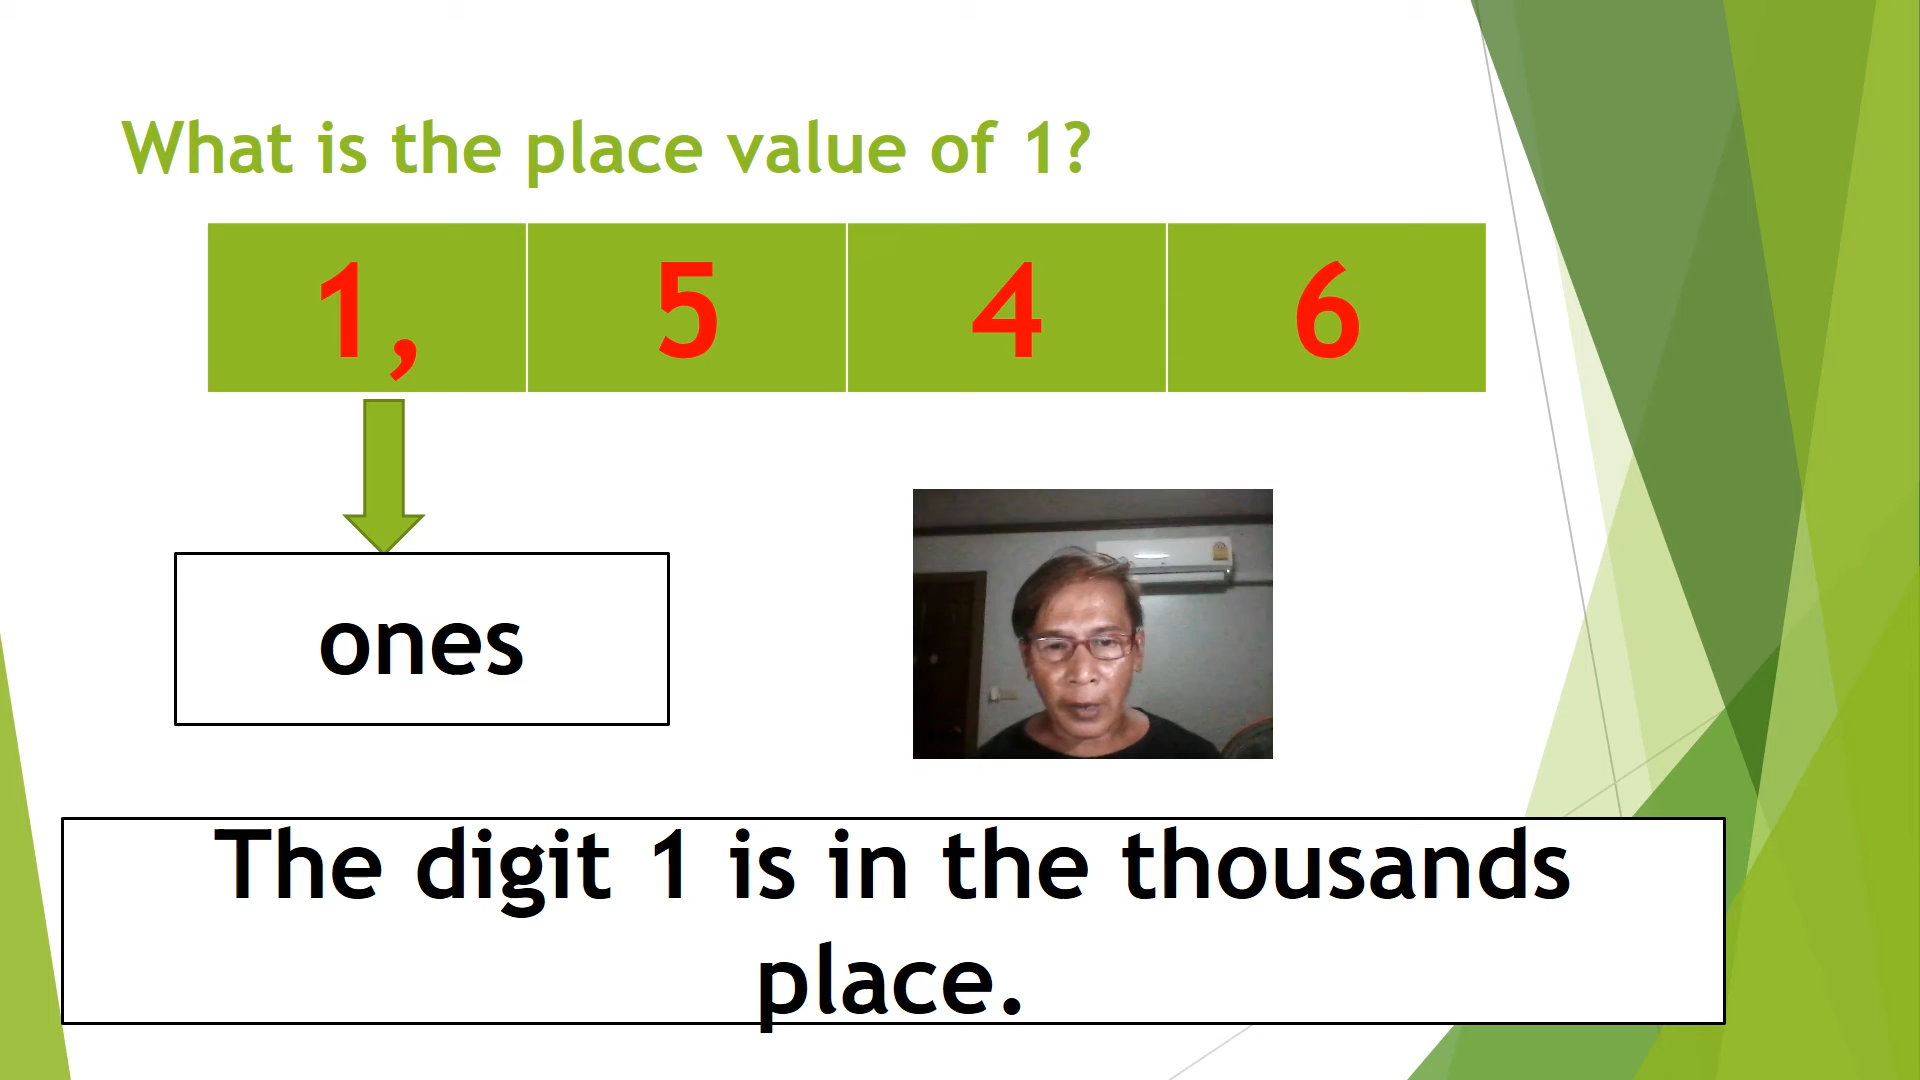 What is the place value of 1?
1, 5 4 6
ones
The digit 1 is in the thousands
place.